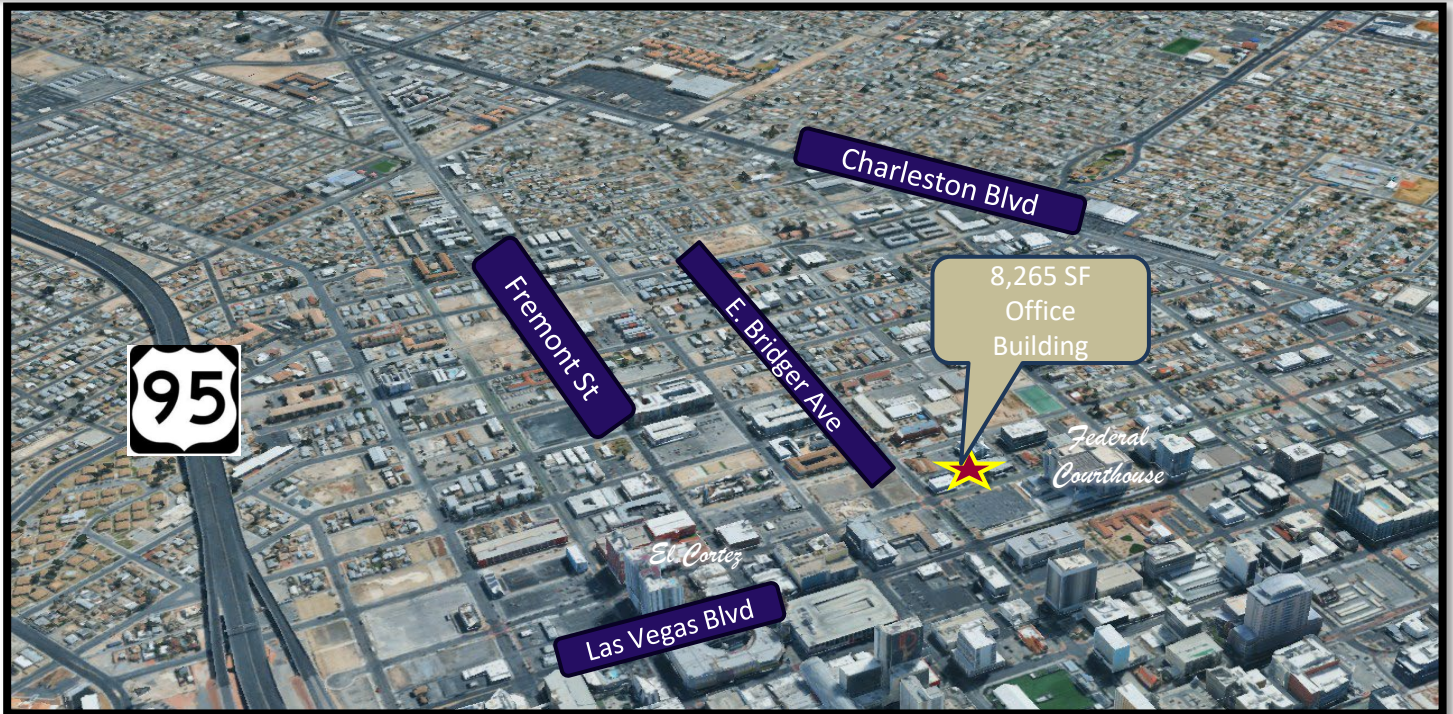 Charleston Blvd
Fremont St
E. Bridger Ave
8,265 SF
Office
Building
95
Federal
Courthouse
El Cortez
Las Vegas Blvd